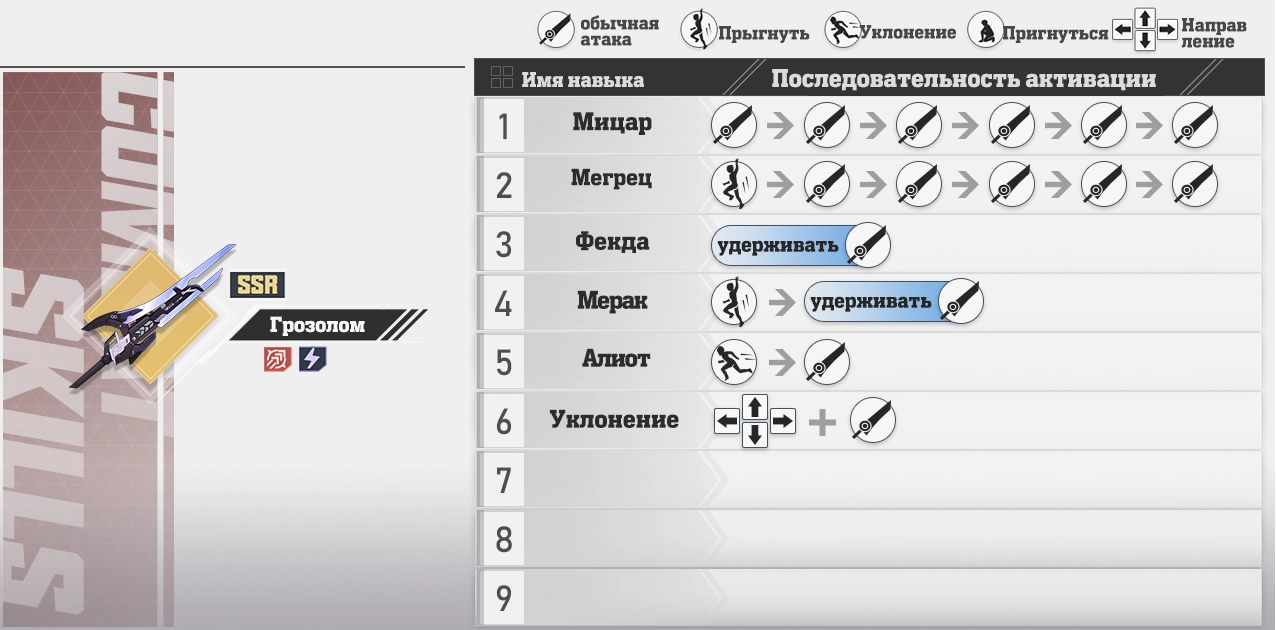 обычная
атака
Прыгнуть
Уклонение
Пригнуться
Направ
ление
Имя навыка
Последовательность активации
1
Мицар
2
Мегрец
3
Фекда
удерживать
4
Мерак
удерживать
5
Алиот
6
Уклонение
7
8
9
SSR
Грозолом
SKILLS